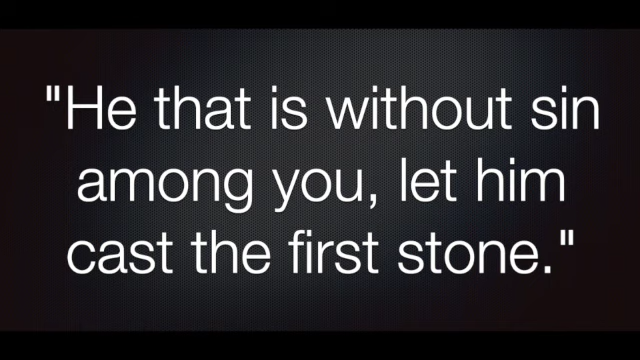 "He that is without sin
among you, let him
cast the first stone."